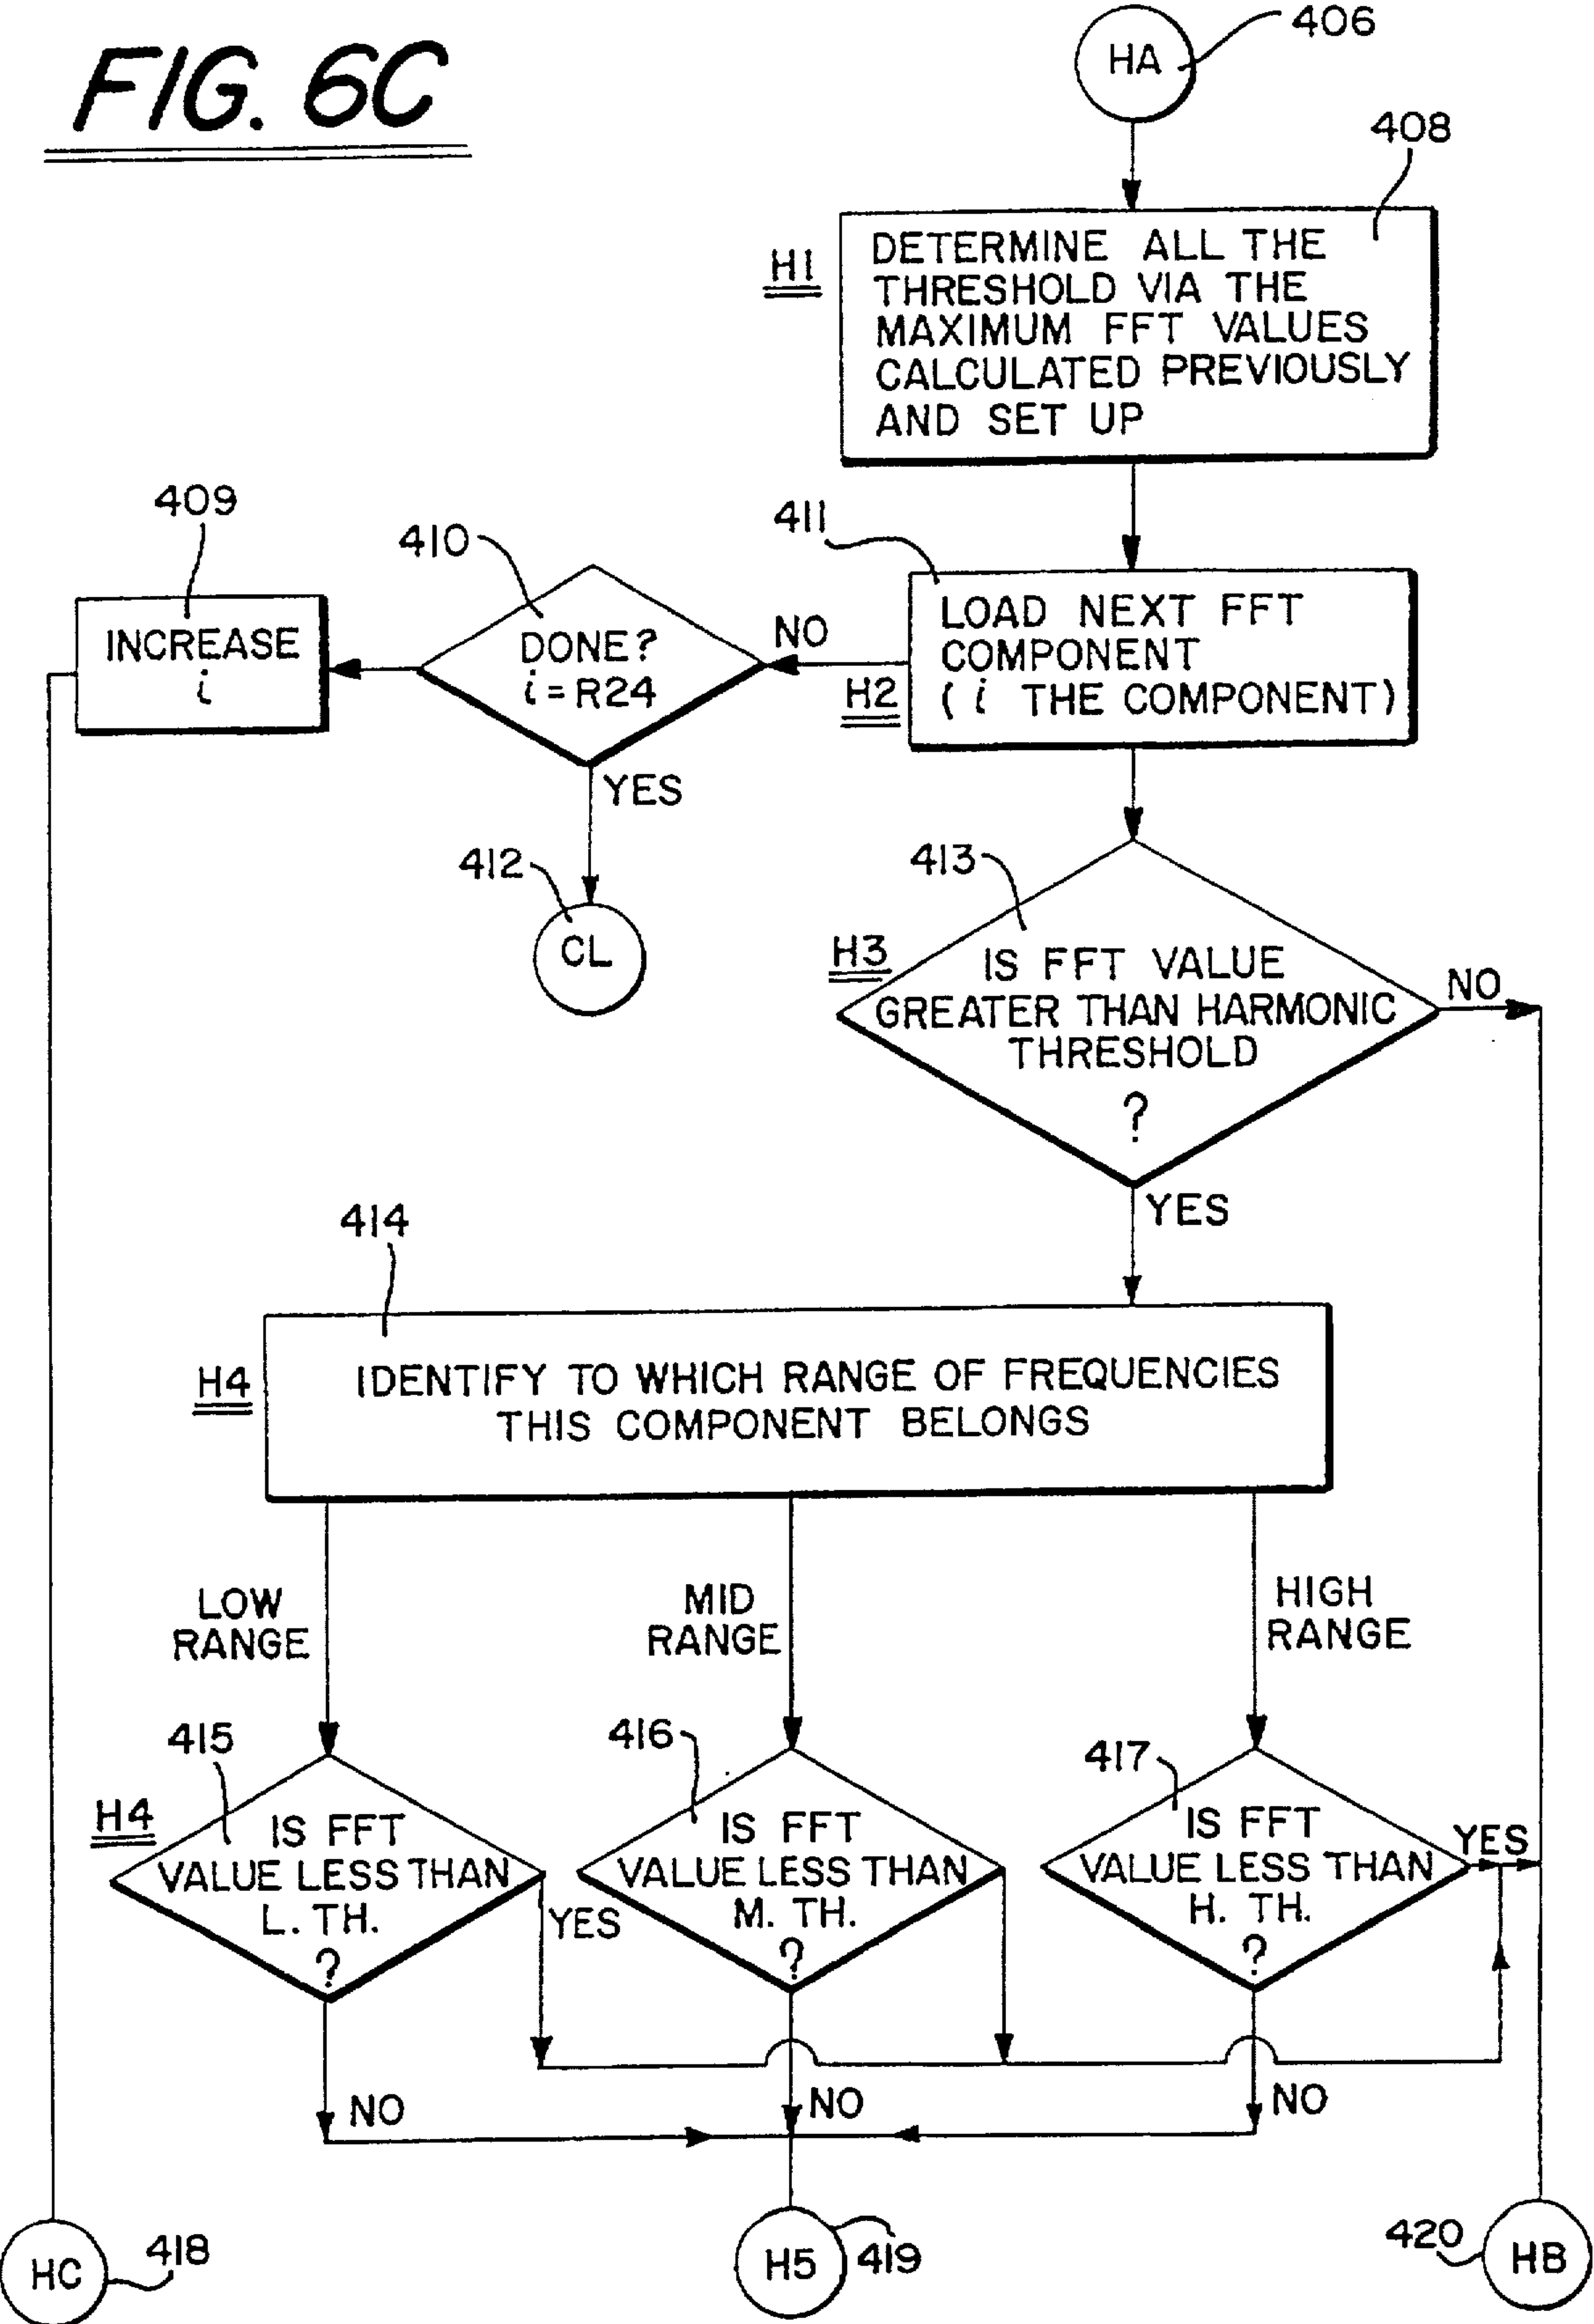 FIG. 6C
HA
406
408
H1
DETERMINE ALL THE
THRESHOLD VIA THE
MAXIMUM FFT VALUES
CALCULATED PREVIOUSLY
AND SET UP
409
INCREASE
i
410
DONE?
i = R24
NO
YES
411
H2
LOAD NEXT FFT
COMPONENT
( i THE COMPONENT)
412
CL
413
H3
IS FFT VALUE
GREATER THAN HARMONIC
THRESHOLD
?
NO
YES
414
H4
IDENTIFY TO WHICH RANGE OF FREQUENCIES
THIS COMPONENT BELONGS
LOW
RANGE
MID
RANGE
HIGH
RANGE
415
H4
IS FFT
VALUE LESS THAN
L. TH.
?
YES
416
IS FFT
VALUE LESS THAN
M. TH.
?
417
IS FFT
VALUE LESS THAN
H. TH.
?
YES
NO
NO
NO
HC
418
H5
419
420
HB